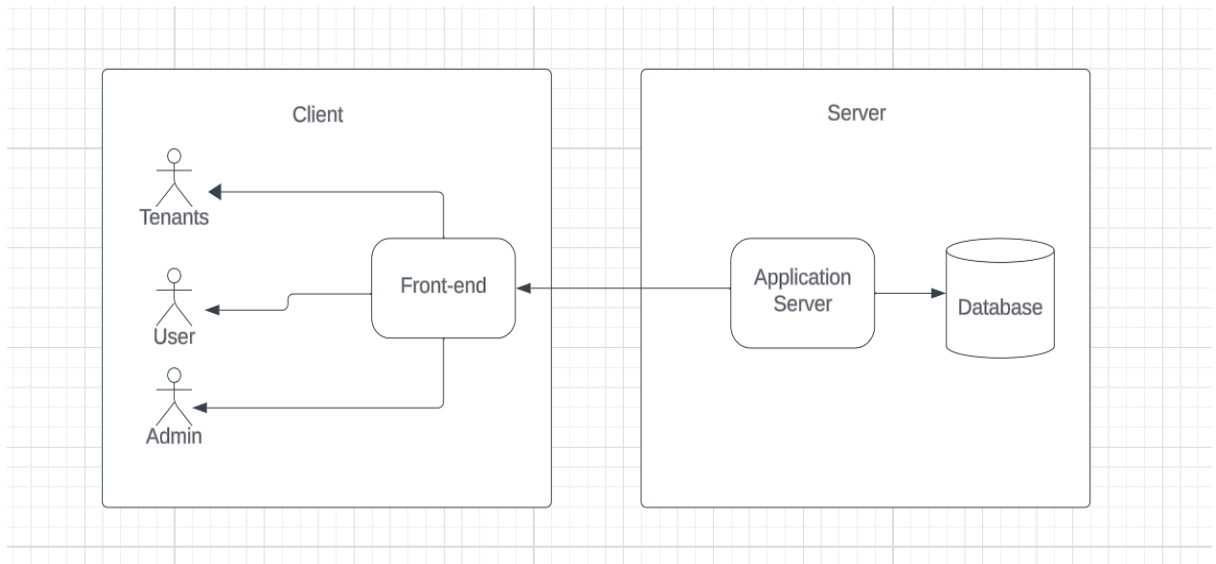 Client
Tenants
User
Admin
Front-end
Server
Application
Server
Database